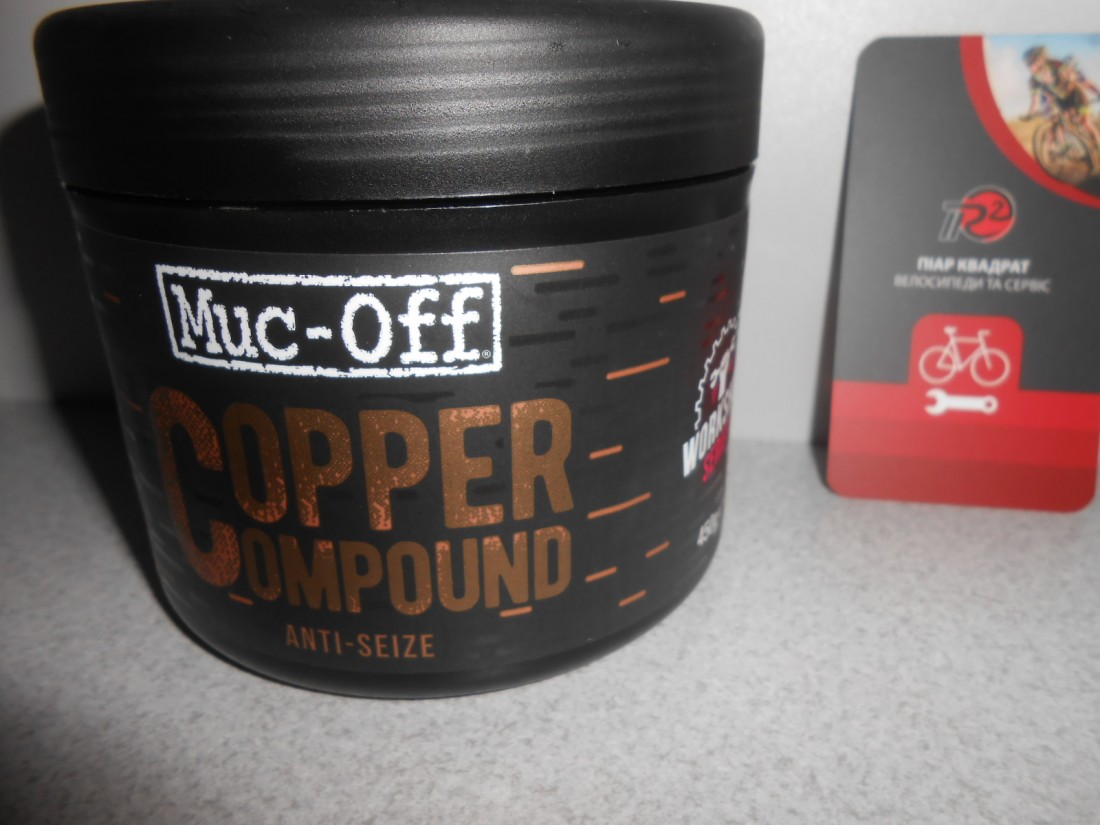 Muc-Off
COPPER
COMPOUND
ANTI-SEIZE
ПІАР КВАДРАТ
ВЕЛОСИПЕДИ ТА СЕРВІС